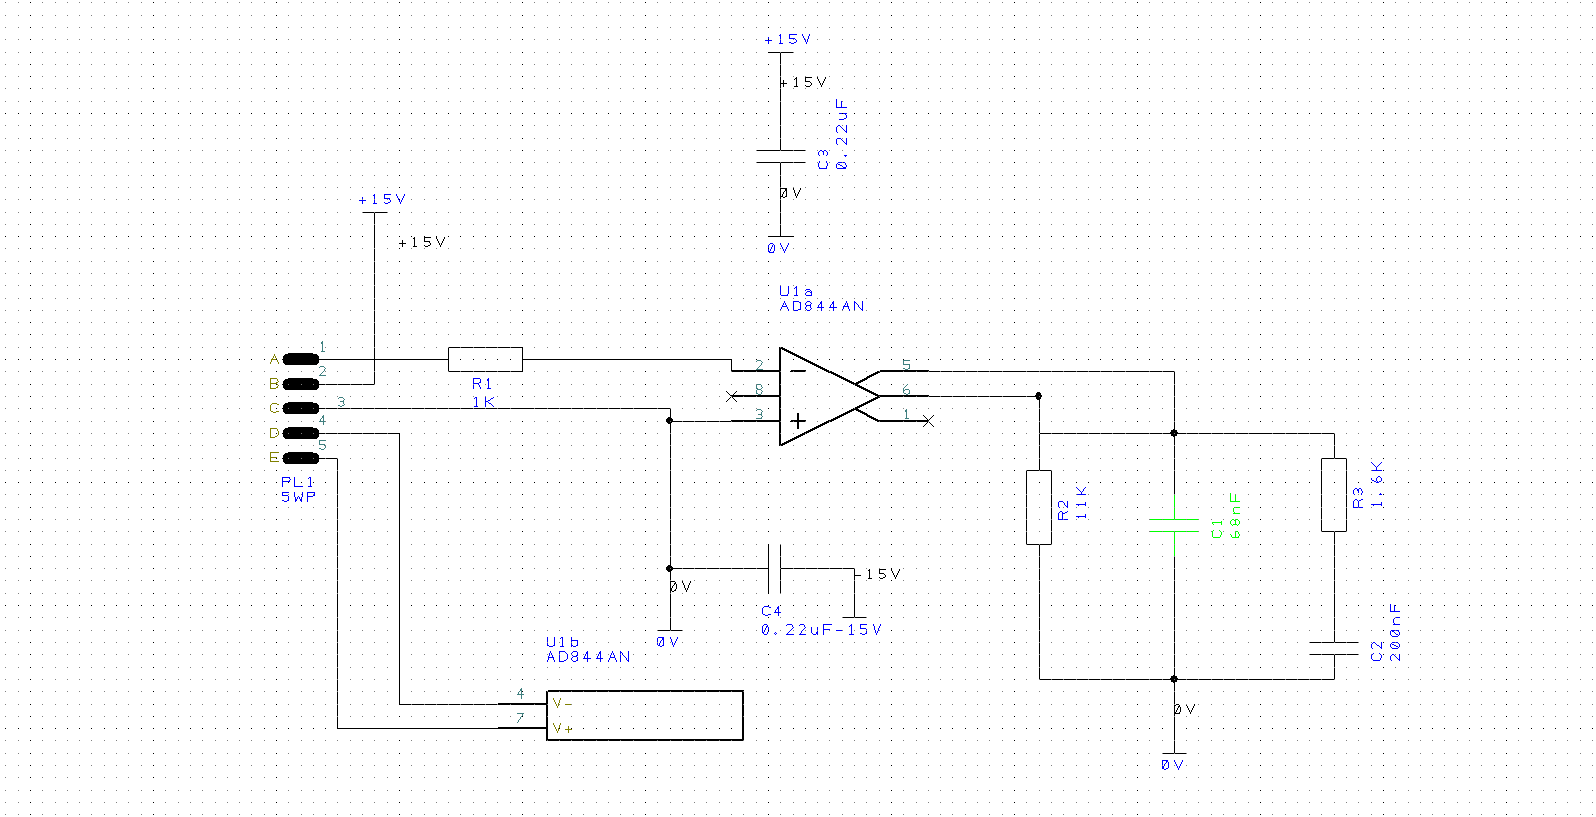 +15V
+15V
C3
0.22uF
0V
0V
+15V
+15V
U1a
AD844AN
A 1
B 2
C 3
D 4
E 5
PL1
5WP
R1
1K
2
8
3
5
6
1
R2
11K
C1
68nF
R3
1.6K
C2
200nF
0V
0V
-15V
C4
0.22uF-15V
0V
0V
U1b
AD844AN
4 V-
7 V+